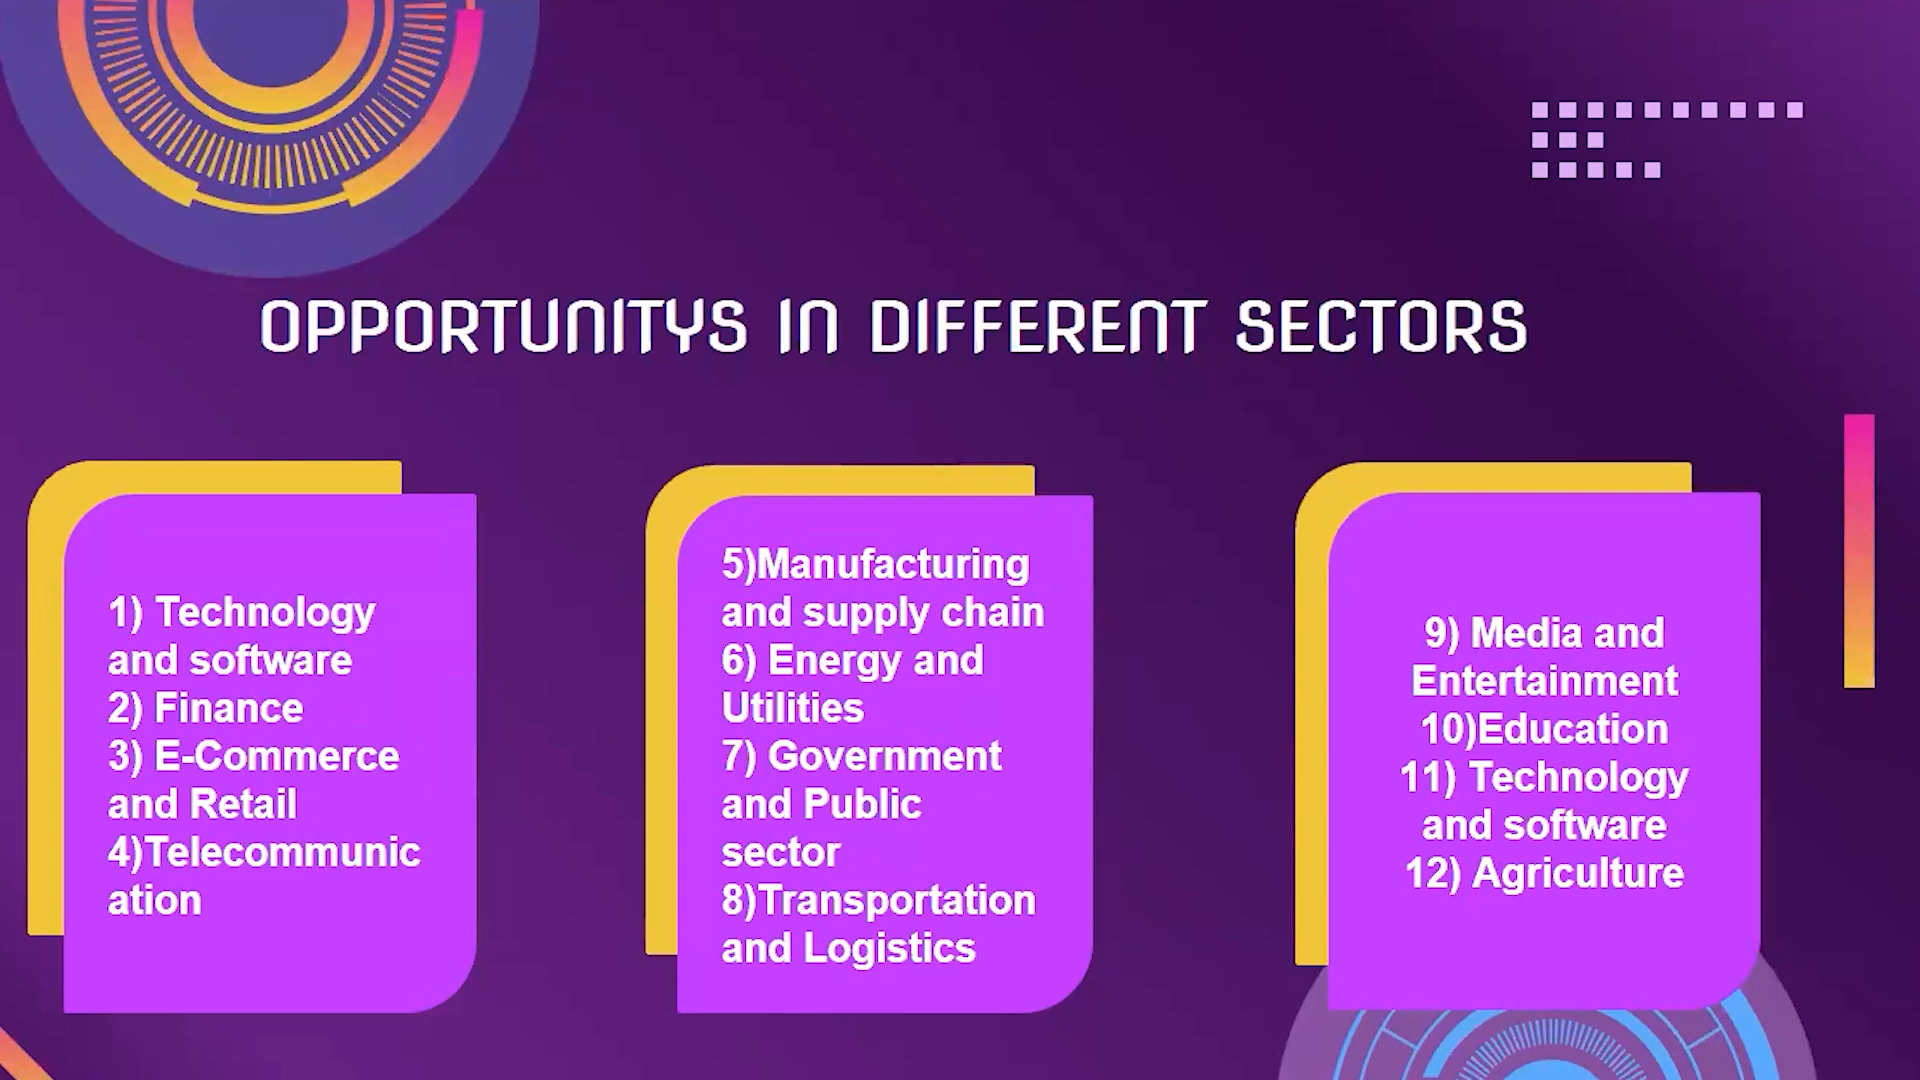 OPPORTUNITYS IN DIFFERENT SECTORS
1) Technology
and software
2) Finance
3) E-Commerce
and Retail
4)Telecommunic
ation
5)Manufacturing
and supply chain
6) Energy and
Utilities
7) Government
and Public
sector
8)Transportation
and Logistics
9) Media and
Entertainment
10)Education
11) Technology
and software
12) Agriculture